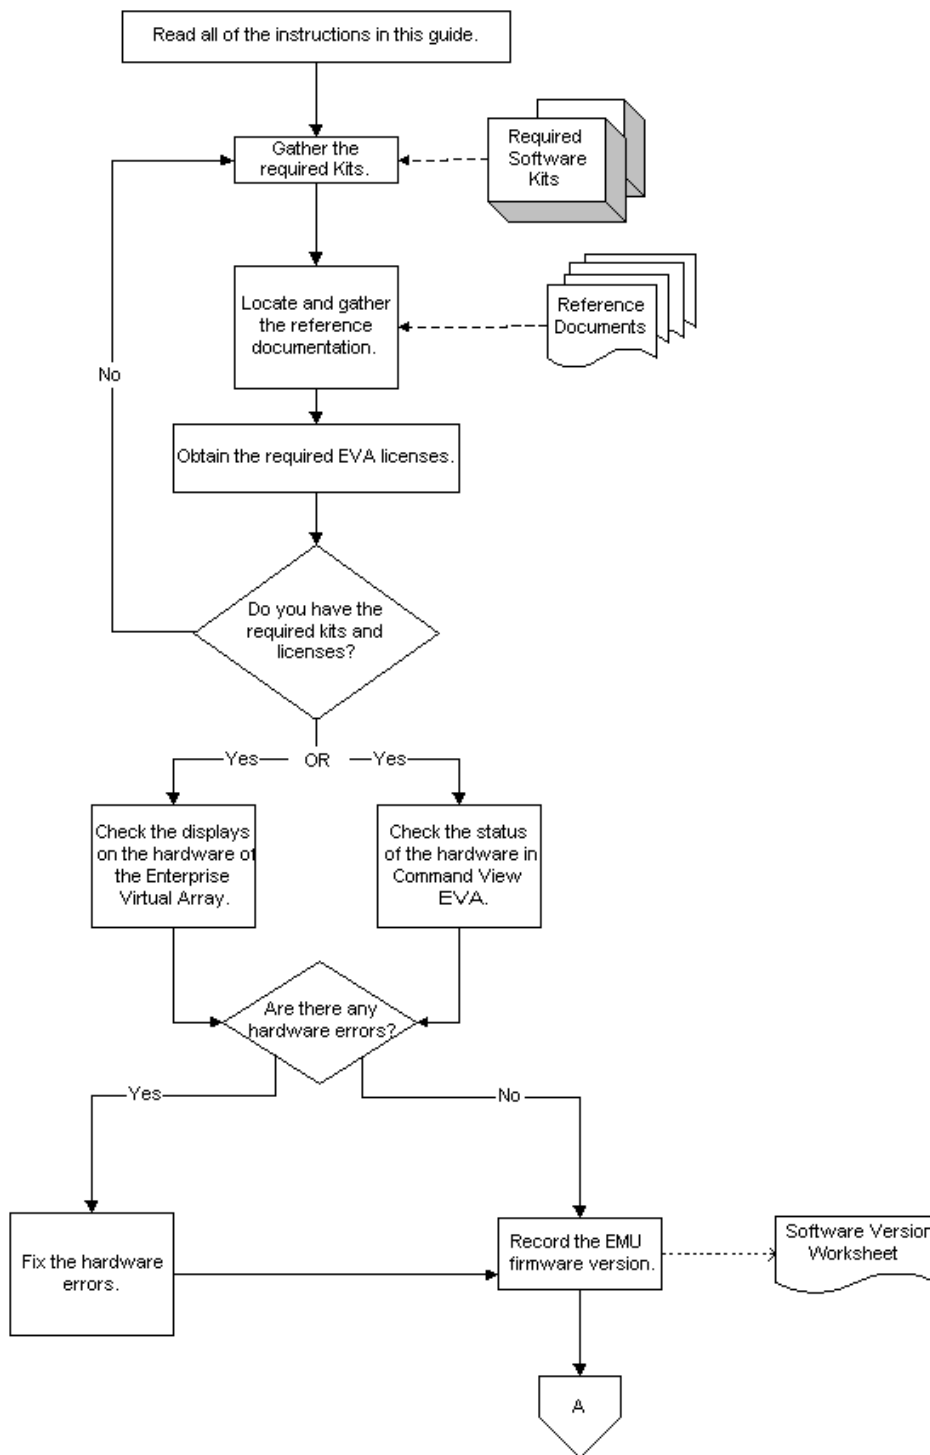 Read all of the instructions in this guide.
Gather the
required Kits.
Required
Software
Kits
Locate and gather
the reference
documentation.
Reference
Documents
No
Obtain the required EVA licenses.
Do you have the
required kits and
licenses?
Yes
OR
Yes
Check the displays
on the hardware of
the Enterprise
Virtual Array.
Check the status
of the hardware in
Command View
EVA.
Are there any
hardware errors?
Yes
No
Fix the hardware
errors.
Record the EMU
firmware version.
Software Version
Worksheet
A